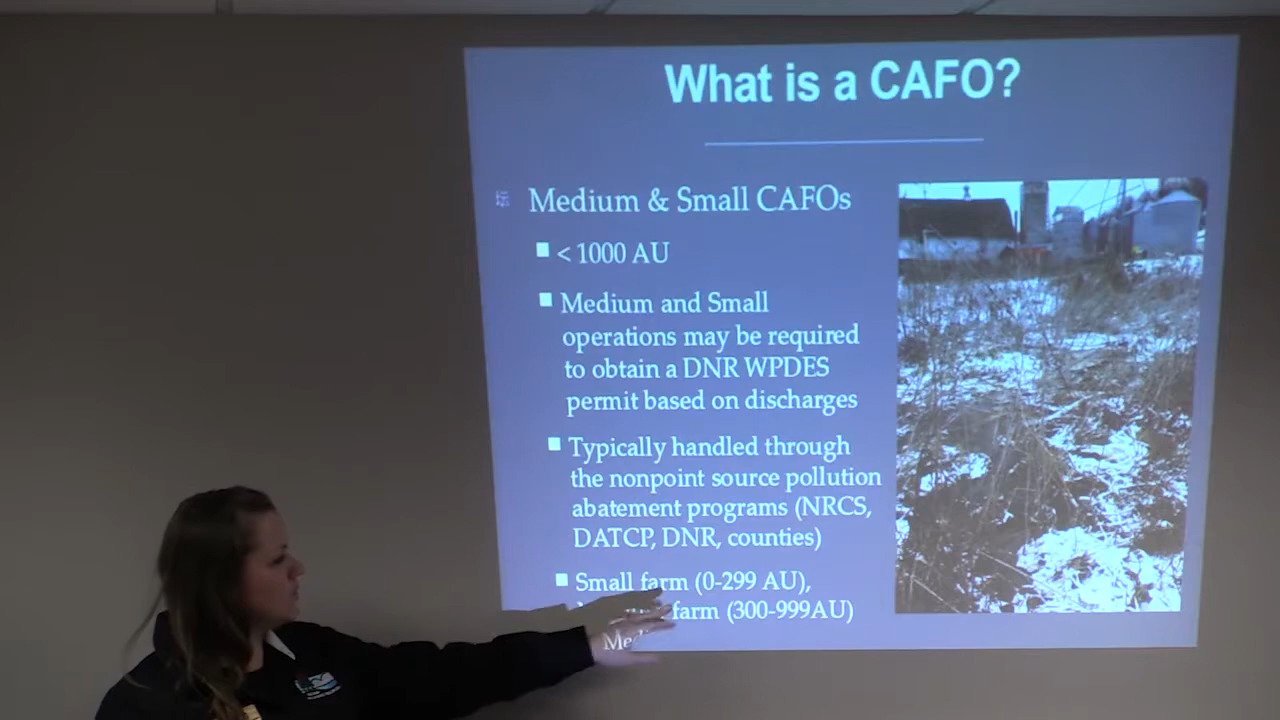 What is a CAFO?
Medium & Small CAFOs
< 1000 AU
Medium and Small
operations may be required
to obtain a DNR WPDES
permit based on discharges
Typically handled through
the nonpoint source pollution
abatement programs (NRCS,
DATCP, DNR, counties)
Small farm (0-299 AU),
farm (300-999AU)